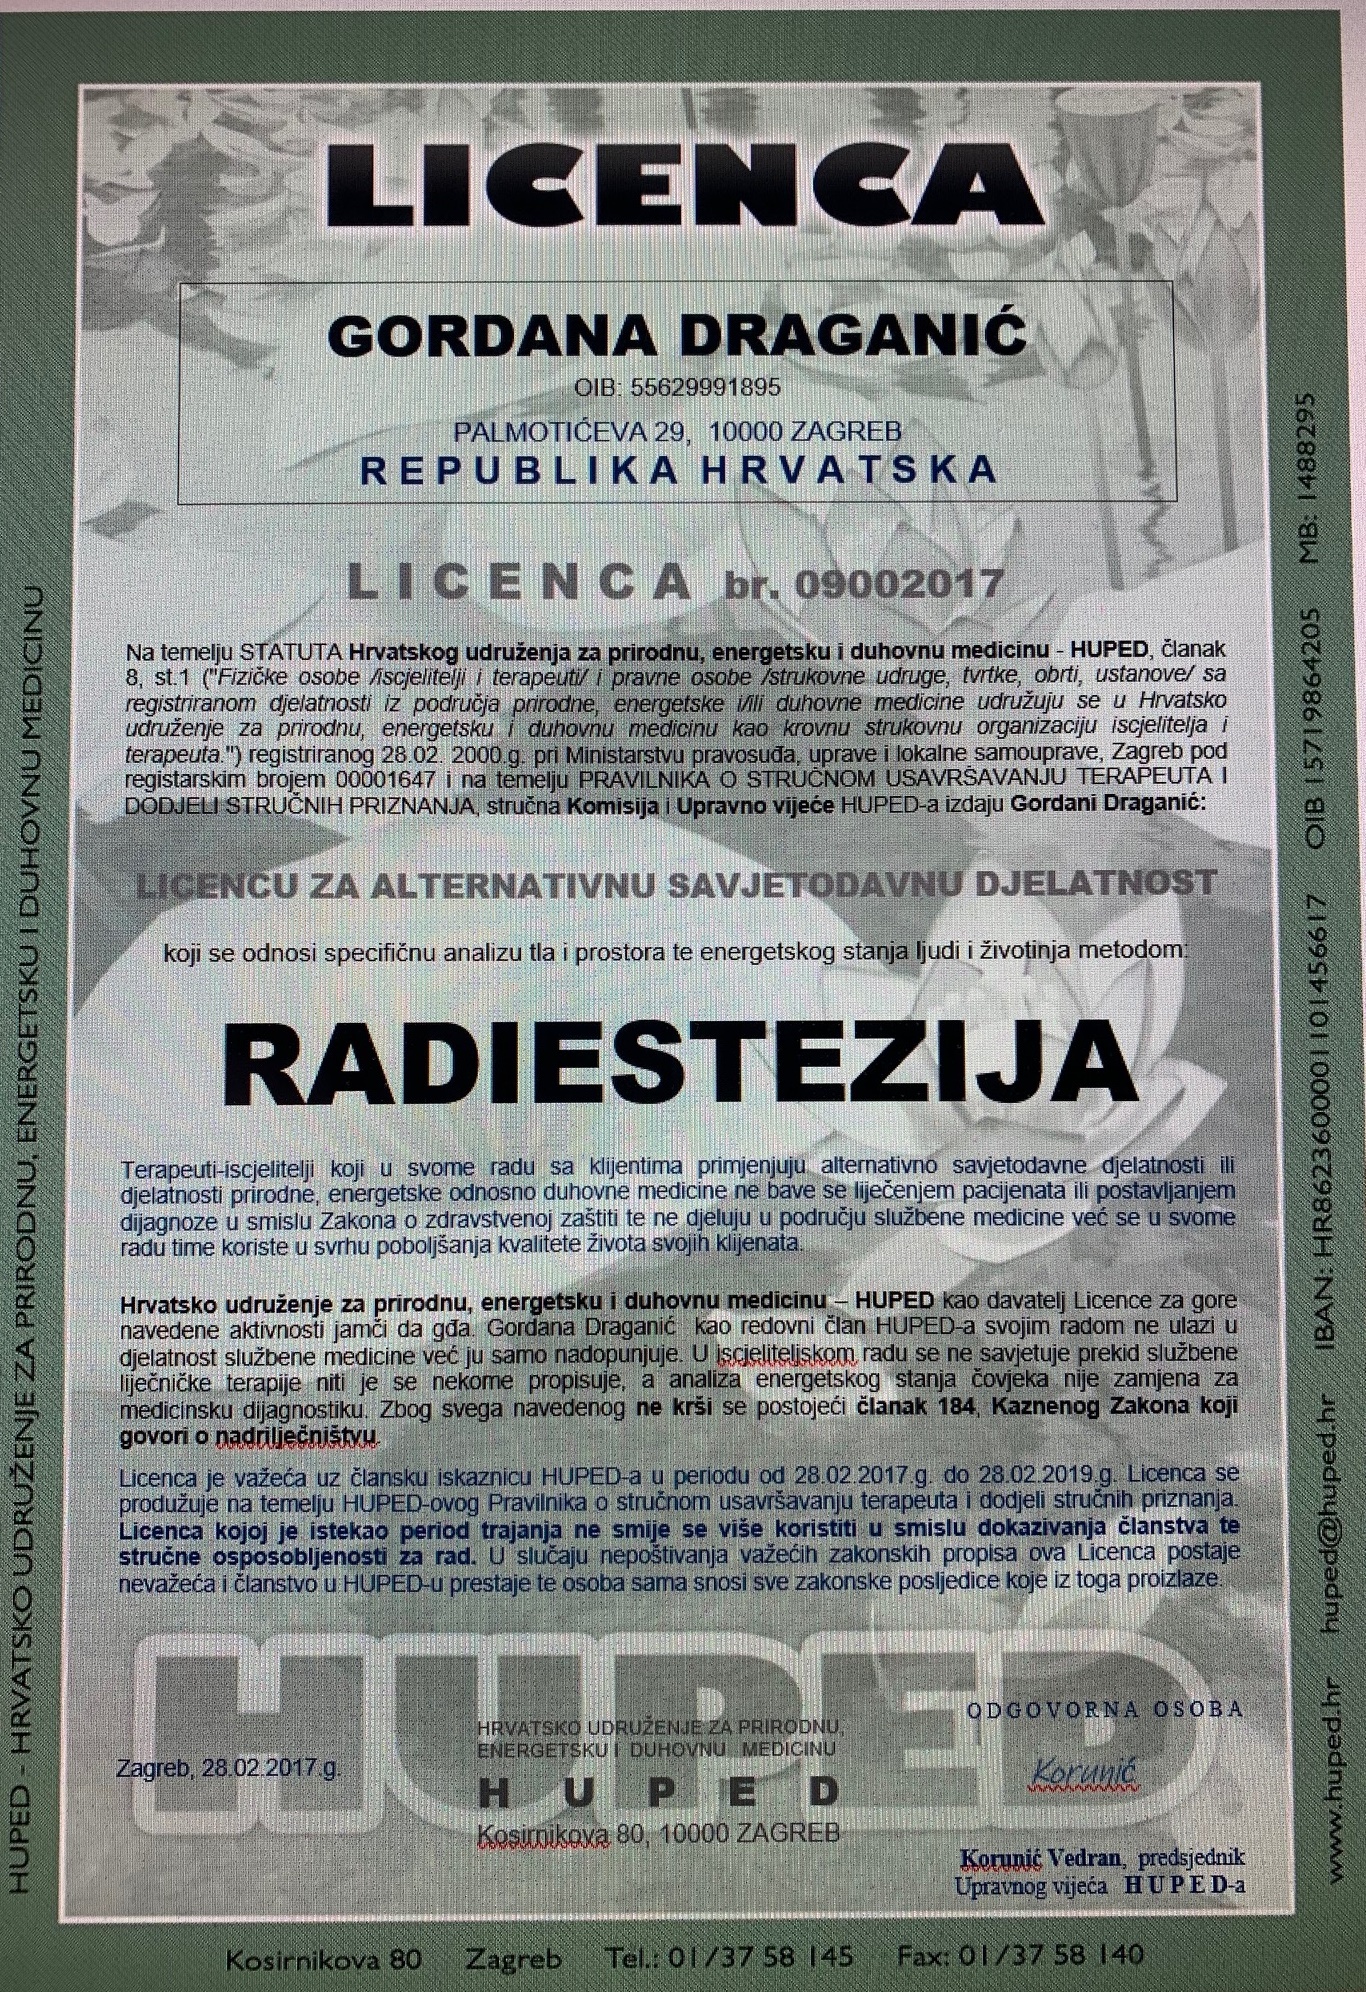 LICENCA
GORDANA DRAGANIĆ
OIB: 55629991895
PALMOTIĆEVA 29, 10000 ZAGREB
REPUBLIKA HRVATSKA
LICENCA br. 09002017
Na temelju STATUTA Hrvatskog udruženja za prirodnu, energetsku i duhovnu medicinu - HUPED, članak
8, st.1 ("Fizičke osobe /iscjelitelji i terapeuti/ i pravne osobe /strukovne udruge, tvrtke, obrti, ustanove/ sa
registriranom djelatnosti iz područja prirodne, energetske i/ili duhovne medicine udružuju se u Hrvatsko
udruženje za prirodnu, energetsku i duhovnu medicinu kao krovnu strukovnu organizaciju iscjelitelja i
terapeuta.") registriranog 28.02. 2000.g. pri Ministarstvu pravosuđa, uprave i lokalne samouprave, Zagreb pod
registarskim brojem 00001647 i na temelju PRAVILNIKA O STRUČNOM USAVRŠAVANJU TERAPEUTA I
DODJELI STRUČNIH PRIZNANJA, stručna Komisija i Upravno vijeće HUPED-a izdaju Gordani Draganić:
LICENCU ZA ALTERNATIVNU SAVJETODAVNU DJELATNOST
koji se odnosi specifičnu analizu tla i prostora te energetskog stanja ljudi i životinja metodom:
RADIESTEZIJA
Terapeuti-iscjelitelji koji u svome radu sa klijentima primjenjuju alternativno savjetodavne djelatnosti ili
djelatnosti prirodne, energetske odnosno duhovne medicine ne bave se liječenjem pacijenata ili postavljanjem
dijagnoze u smislu Zakona o zdravstvenoj zaštiti te ne djeluju u području službene medicine već se u svome
radu time koriste u svrhu poboljšanja kvalitete života svojih klijenata.
Hrvatsko udruženje za prirodnu, energetsku i duhovnu medicinu – HUPED kao davatelj Licence za gore
navedene aktivnosti jamči da gđa. Gordana Draganić kao redovni član HUPED-a svojim radom ne ulazi u
djelatnost službene medicine već ju samo nadopunjuje. U iscjeliteljskom radu se ne savjetuje prekid službene
liječničke terapije niti je se nekome propisuje, a analiza energetskog stanja čovjeka nije zamjena za
medicinsku dijagnostiku. Zbog svega navedenog ne krši se postojeći članak 184, Kaznenog Zakona koji
govori o nadriliječništvu.
Licenca je važeća uz člansku iskaznicu HUPED-a u periodu od 28.02.2017.g. do 28.02.2019.g. Licenca se
produžuje na temelju HUPED-ovog Pravilnika o stručnom usavršavanju terapeuta i dodjeli stručnih priznanja.
Licenca kojoj je istekao period trajanja ne smije se više koristiti u smislu dokazivanja članstva te
stručne osposobljenosti za rad. U slučaju nepoštivanja važećih zakonskih propisa ova Licenca postaje
nevažeća i članstvo u HUPED-u prestaje te osoba sama snosi sve zakonske posljedice koje iz toga proizlaze.
HUPED
ODGOVORNA OSOBA
HRVATSKO UDRUŽENJE ZA PRIRODNU,
ENERGETSKU I DUHOVNU MEDICINU
Zagreb, 28.02.2017.g.
Korunić
HUPED
Kosirnikova 80, 10000 ZAGREB
Korunić Vedran, predsjednik
Upravnog vijeća HUPED-a
Kosirnikova 80 Zagreb Tel.: 01/37 58 145 Fax: 01/37 58 140
HUPED - HRVATSKO UDRUŽENJE ZA PRIRODNU, ENERGETSKU I DUHOVNU MEDICINU
www.huped.hr huped@huped.hr IBAN: HR8623600001101456617 OIB 15719864205 MB: 1488295